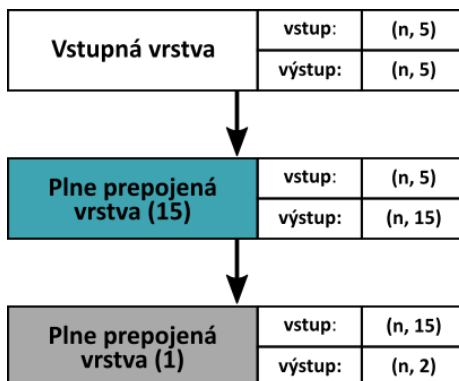 Vstupná vrstva
vstup: (n, 5)
výstup: (n, 5)
Plne prepojená
vrstva (15)
vstup: (n, 5)
výstup: (n, 15)
Plne prepojená
vrstva (1)
vstup: (n, 15)
výstup: (n, 2)